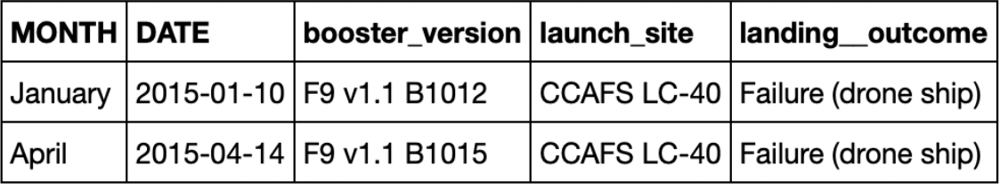 MONTH DATE booster_version launch_site landing__outcome
January 2015-01-10 F9 v1.1 B1012 CCAFS LC-40 Failure (drone ship)
April 2015-04-14 F9 v1.1 B1015 CCAFS LC-40 Failure (drone ship)